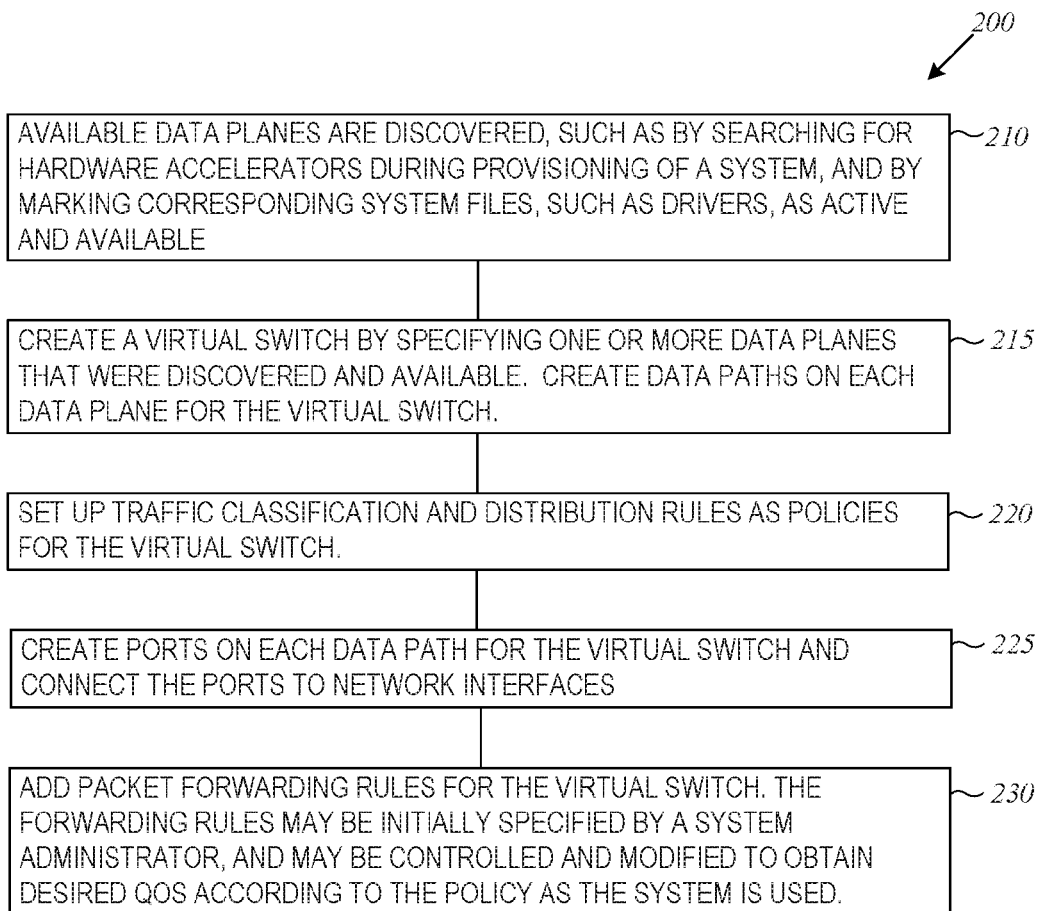 200
AVAILABLE DATA PLANES ARE DISCOVERED, SUCH AS BY SEARCHING FOR
HARDWARE ACCELERATORS DURING PROVISIONING OF A SYSTEM, AND BY
MARKING CORRESPONDING SYSTEM FILES, SUCH AS DRIVERS, AS ACTIVE
AND AVAILABLE
210
CREATE A VIRTUAL SWITCH BY SPECIFYING ONE OR MORE DATA PLANES
THAT WERE DISCOVERED AND AVAILABLE. CREATE DATA PATHS ON EACH
DATA PLANE FOR THE VIRTUAL SWITCH.
215
SET UP TRAFFIC CLASSIFICATION AND DISTRIBUTION RULES AS POLICIES
FOR THE VIRTUAL SWITCH.
220
CREATE PORTS ON EACH DATA PATH FOR THE VIRTUAL SWITCH AND
CONNECT THE PORTS TO NETWORK INTERFACES
225
ADD PACKET FORWARDING RULES FOR THE VIRTUAL SWITCH. THE
FORWARDING RULES MAY BE INITIALLY SPECIFIED BY A SYSTEM
ADMINISTRATOR, AND MAY BE CONTROLLED AND MODIFIED TO OBTAIN
DESIRED QOS ACCORDING TO THE POLICY AS THE SYSTEM IS USED.
230